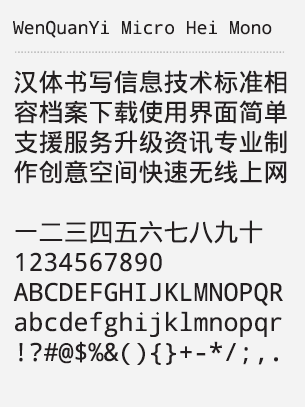 WenQuanYi Micro Hei Mono
汉体书写信息技术标准相
容档案下载使用界面简单
支援服务升级资讯专业制
作创意空间快速无线上网
一二三四五六七八九十
1234567890
ABCDEFGHIJKLMNOPQR
abcdefghijklmnopqr
!?#@$%&(){}+-*/;,.